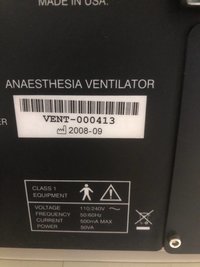 MADE IN USA.
ANAESTHESIA VENTILATOR
ER
VENT-000413
2008-09
CLASS 1
EQUIPMENT
VOLTAGE 110/240V
FREQUENCY 50/60Hz
CURRENT 500mA MAX
POWER 50VA